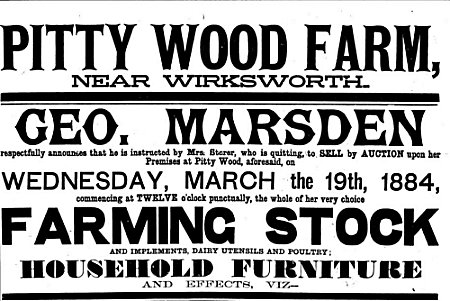 PITTY WOOD FARM,
NEAR WIRKSWORTH.
GEO. MARSDEN
respectfully announces that he is instructed by Mrs. Storer, who is quitting, to SELL by AUCTION upon her
Premises at Pitty Wood, aforesaid, on
WEDNESDAY, MARCH the 19th, 1884,
commencing at TWELVE o'clock punctually, the whole of her very choice
FARMING STOCK
AND IMPLEMENTS, DAIRY UTENSILS AND POULTRY;
HOUSEHOLD FURNITURE
AND EFFECTS, VIZ—